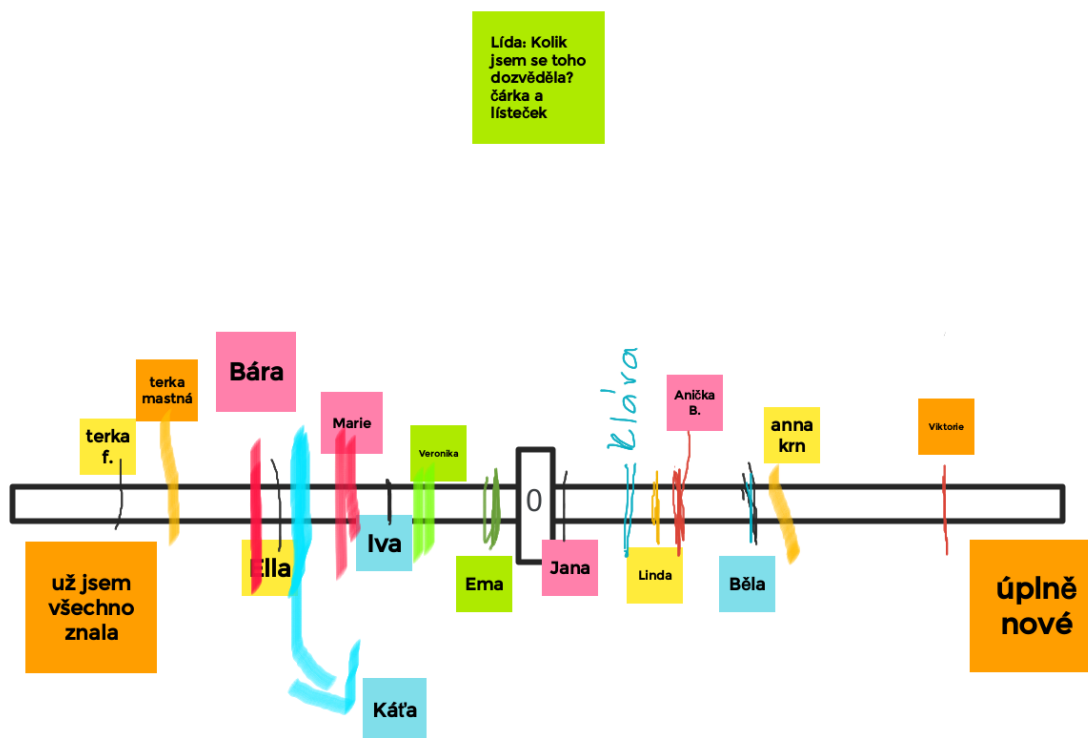 Lída: Kolik
jsem se toho
dozvěděla?
čárka a
lísteček
Bára
terka
mastná
Marie
terka
f.
Veronika
Klára
Anička
B.
anna
krn
Viktorie
0
Iva
Ella
Ema
Jana
Linda
Běla
už jsem
všechno
znala
úplně
nové
Káťa